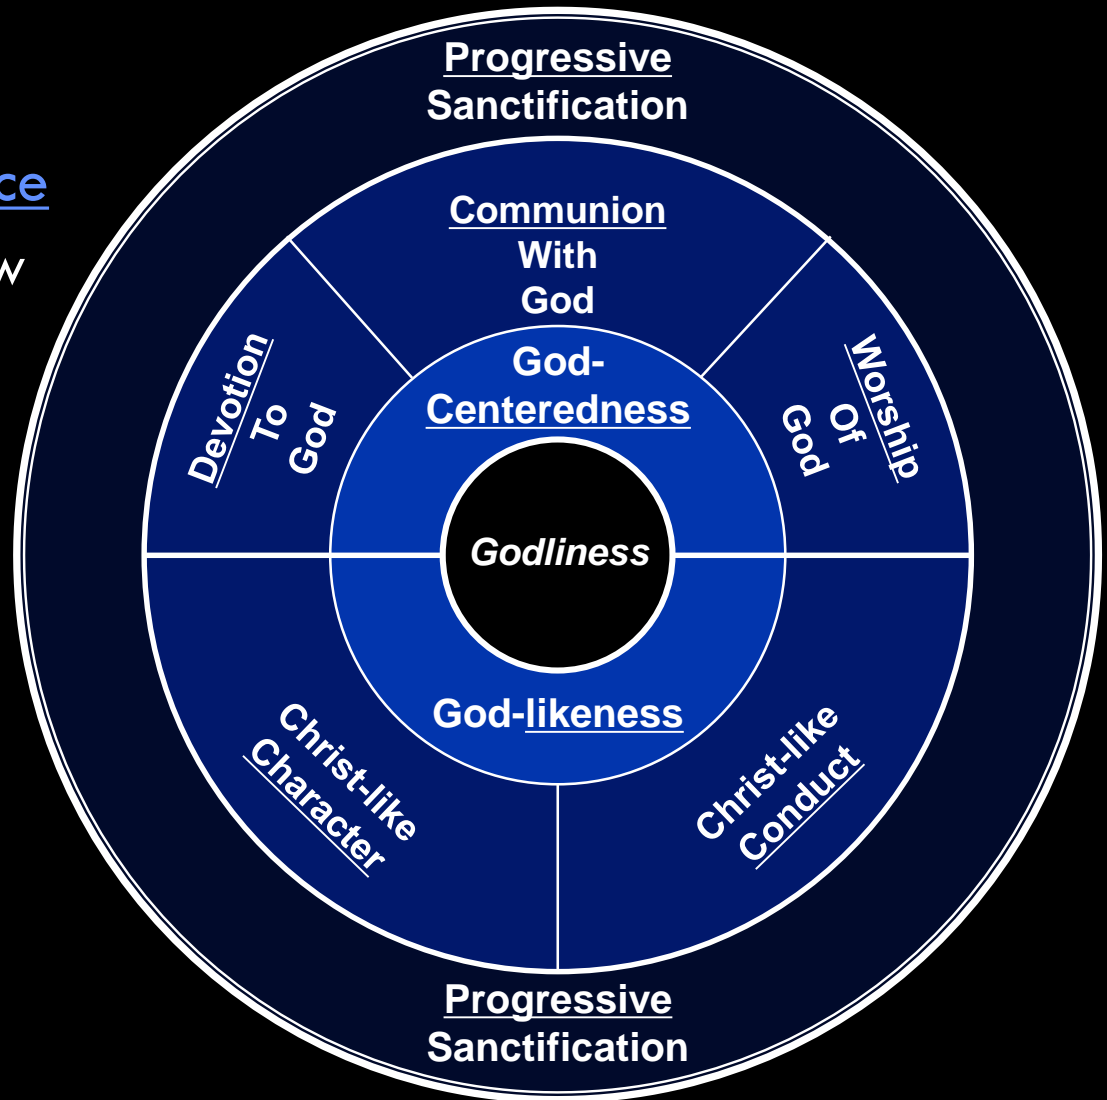 Progressive
Sanctification
Communion
With
God
Devotion
To
God
Worship
Of
God
God-
Centeredness
Godliness
God-likeness
Christ-like
Character
Christ-like
Conduct
Progressive
Sanctification